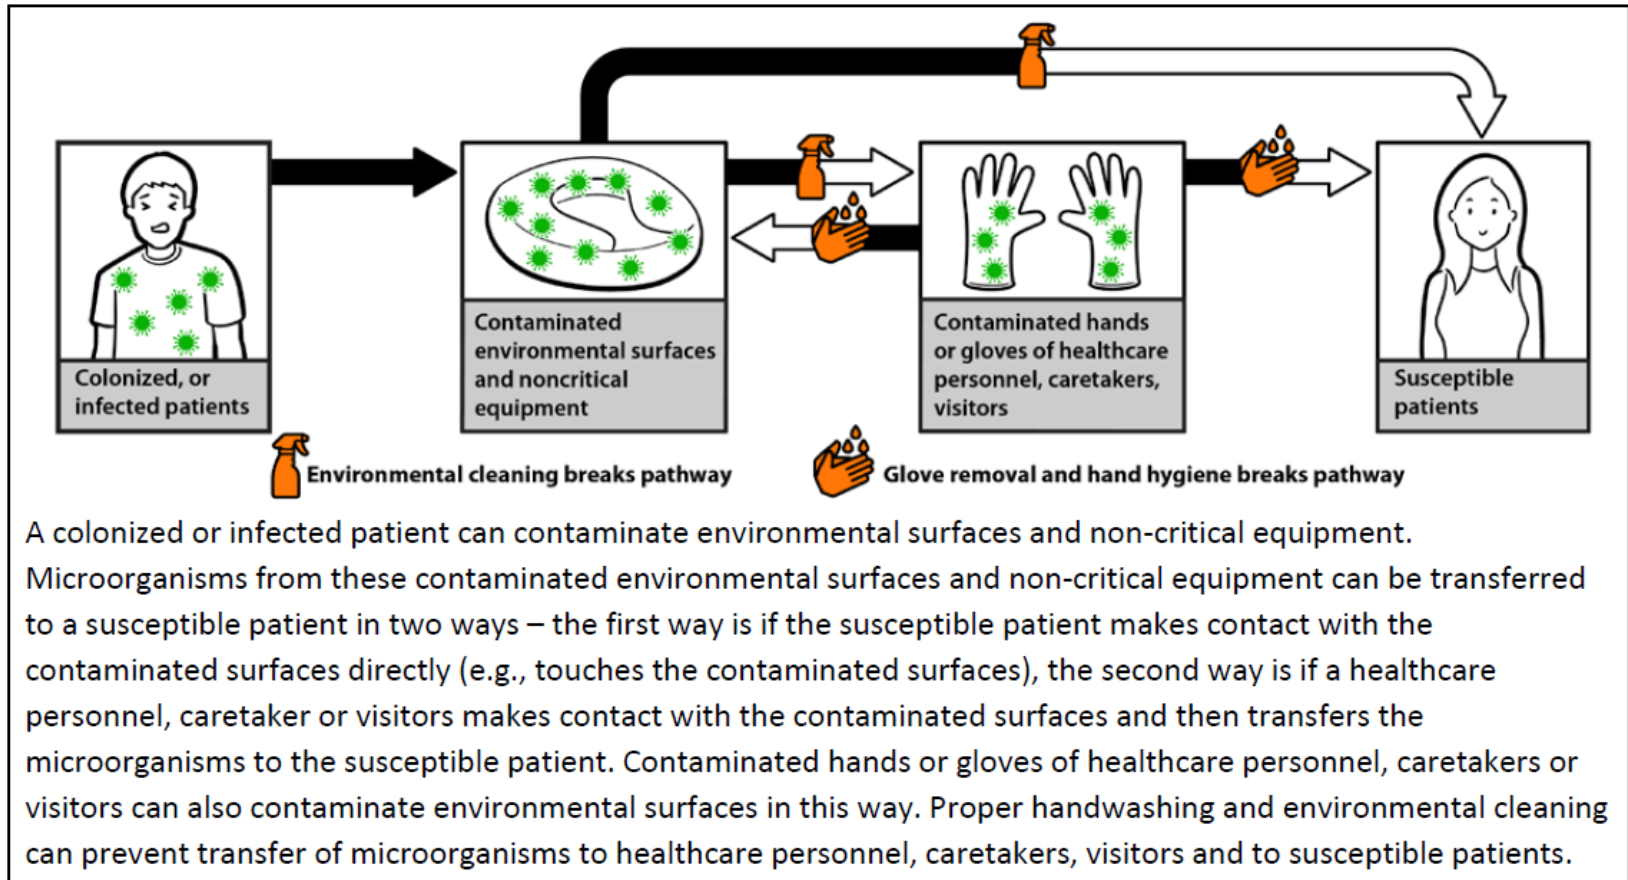 Colonized, or
infected patients
Contaminated
environmental surfaces
and noncritical
equipment
Contaminated hands
or gloves of healthcare
personnel, caretakers,
visitors
Susceptible
patients
Environmental cleaning breaks pathway
Glove removal and hand hygiene breaks pathway
A colonized or infected patient can contaminate environmental surfaces and non-critical equipment.
Microorganisms from these contaminated environmental surfaces and non-critical equipment can be transferred
to a susceptible patient in two ways – the first way is if the susceptible patient makes contact with the
contaminated surfaces directly (e.g., touches the contaminated surfaces), the second way is if a healthcare
personnel, caretaker or visitors makes contact with the contaminated surfaces and then transfers the
microorganisms to the susceptible patient. Contaminated hands or gloves of healthcare personnel, caretakers or
visitors can also contaminate environmental surfaces in this way. Proper handwashing and environmental cleaning
can prevent transfer of microorganisms to healthcare personnel, caretakers, visitors and to susceptible patients.